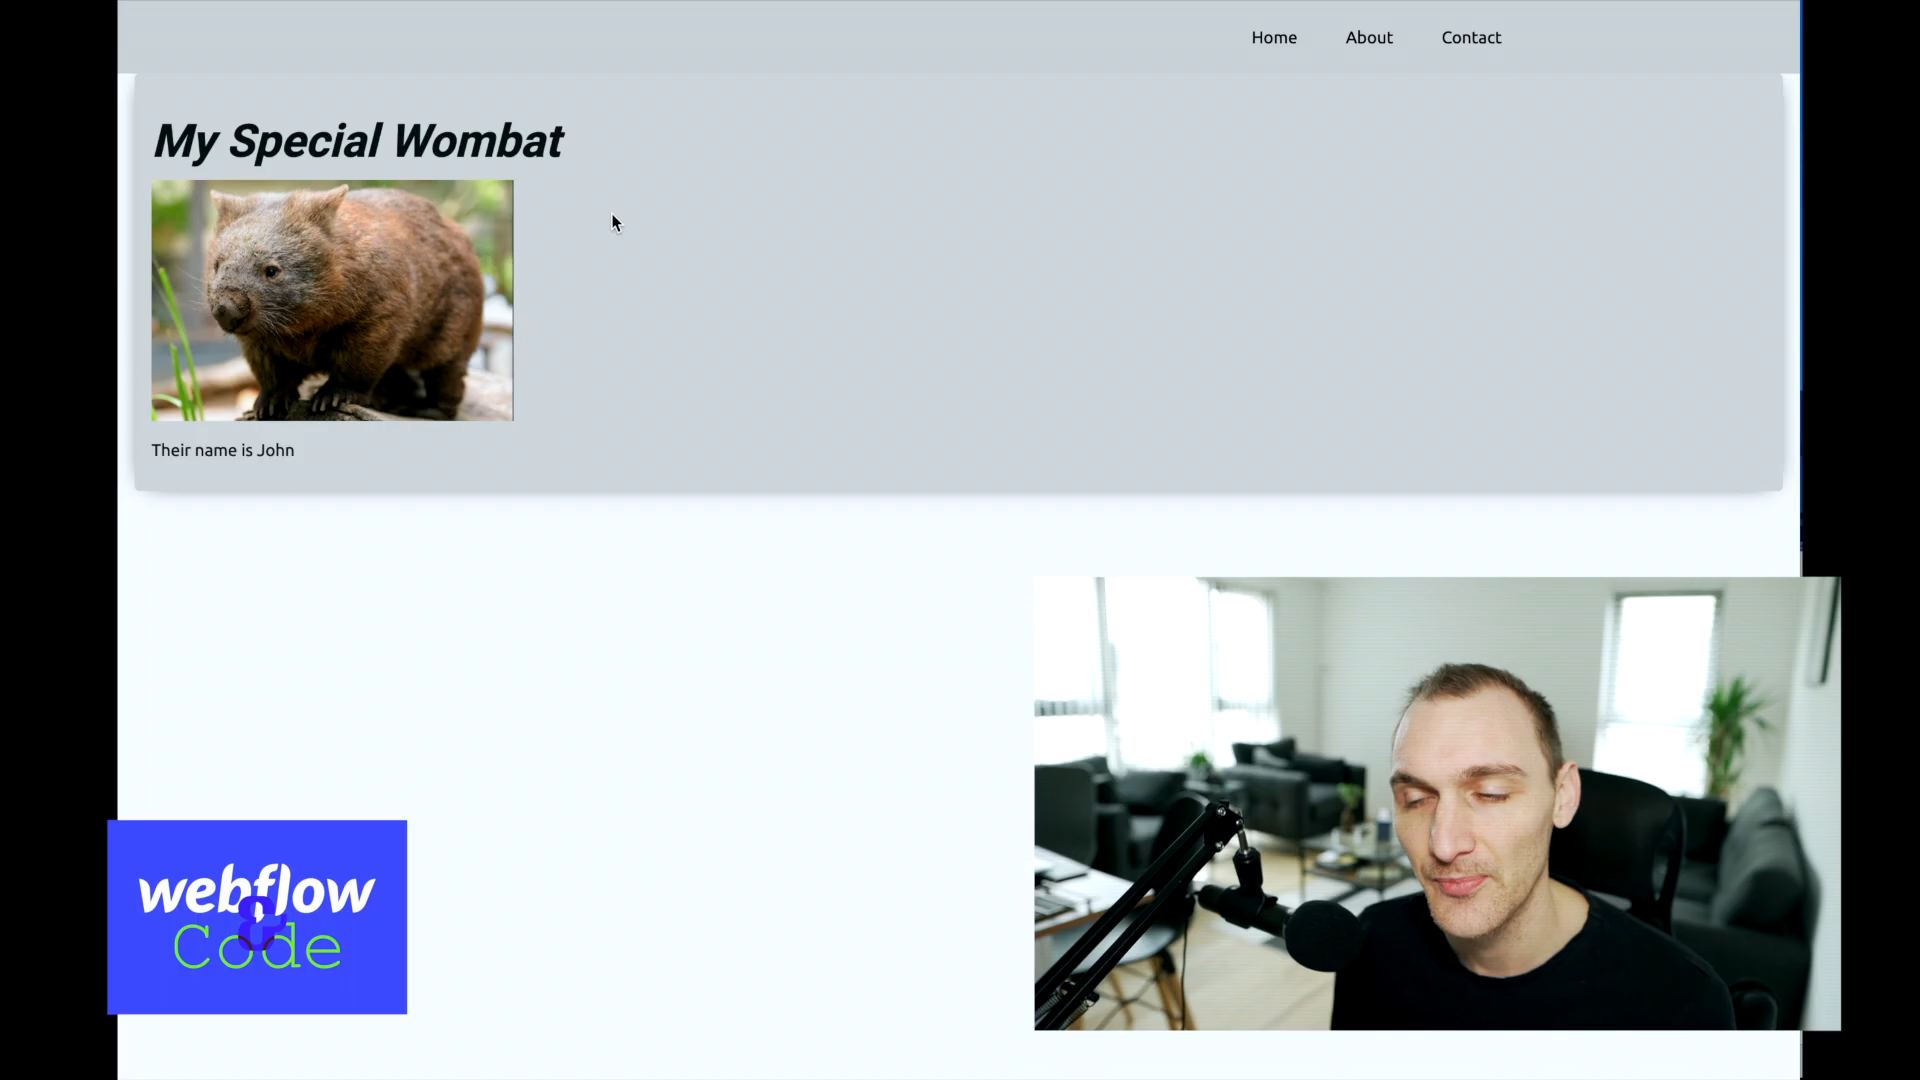 Home About Contact
My Special Wombat
Their name is John
webflow
&
Code